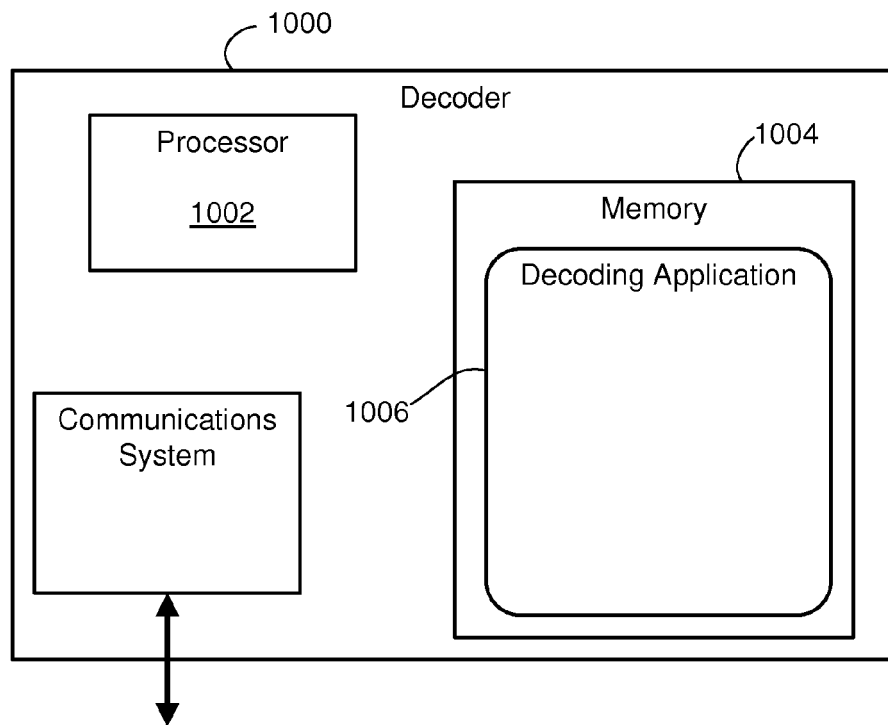 1000
Decoder
Processor
1002
1004
Memory
Decoding Application
1006
Communications
System